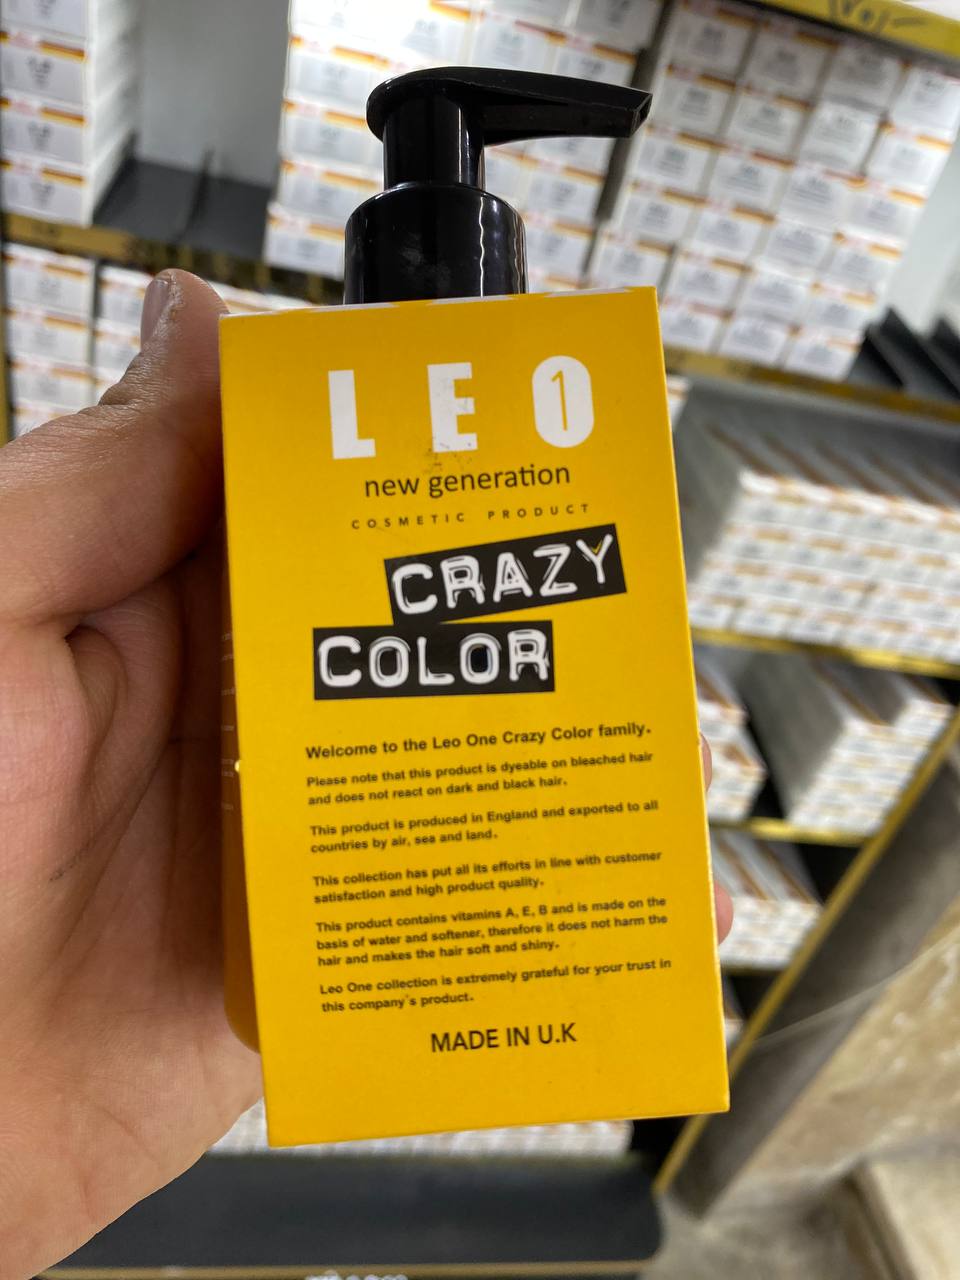 LEO1
new generation
COSMETIC PRODUCT
CRAZY
COLOR
Welcome to the Leo One Crazy Color family.
Please note that this product is dyeable on bleached hair
and does not react on dark and black hair.
This product is produced in England and exported to all
countries by air, sea and land.
This collection has put all its efforts in line with customer
satisfaction and high product quality.
This product contains vitamins A, E, B and is made on the
basis of water and softener, therefore it does not harm the
hair and makes the hair soft and shiny.
Leo One collection is extremely grateful for your trust in
this company's product.
MADE IN U.K